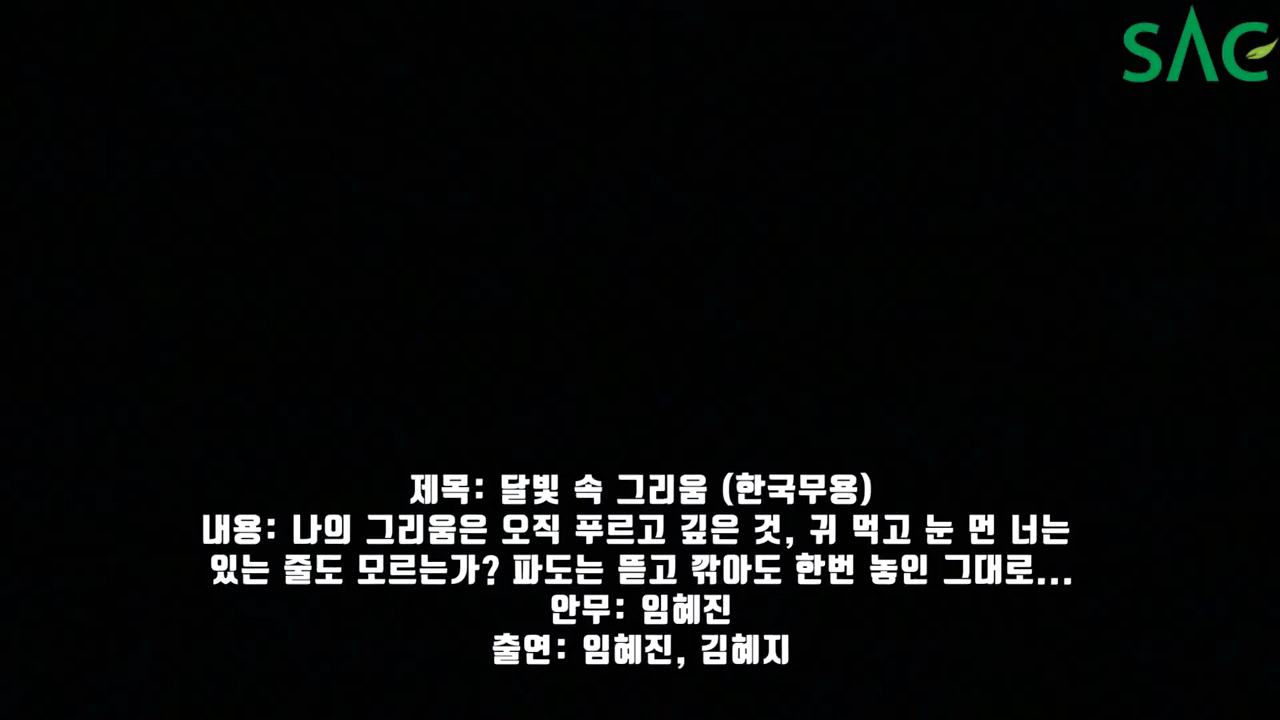 SAC
제목: 달빛 속 그리움 (한국무용)
내용: 나의 그리움은 오직 푸르고 깊은 것, 귀 먹고 눈 먼 너는
있는 줄도 모르는가? 파도는 뜯고 깎아도 한번 놓인 그대로...
안무: 임혜진
출연: 임혜진, 김혜지